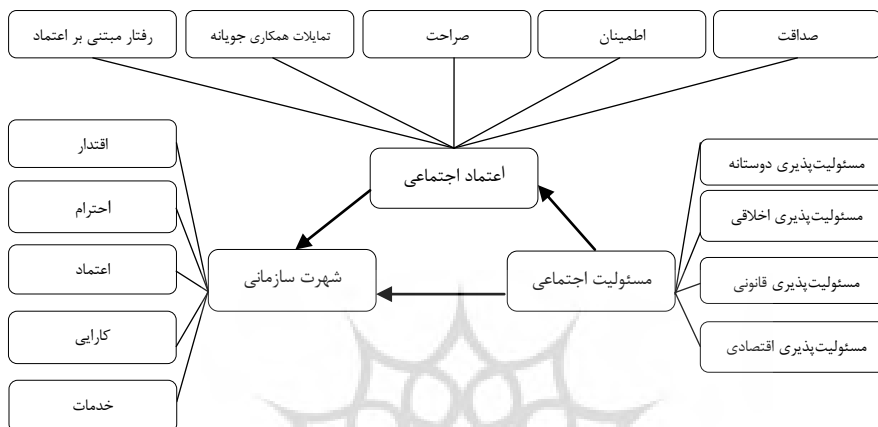 صداقت
اطمینان
صراحت
تمایلات همکاری جویانه
رفتار مبتنی بر اعتماد
اعتماد اجتماعی
مسئولیت‌پذیری دوستانه
مسئولیت‌پذیری اخلاقی
مسئولیت‌پذیری قانونی
مسئولیت‌پذیری اقتصادی
مسئولیت اجتماعی
شهرت سازمانی
اقتدار
احترام
اعتماد
کارایی
خدمات